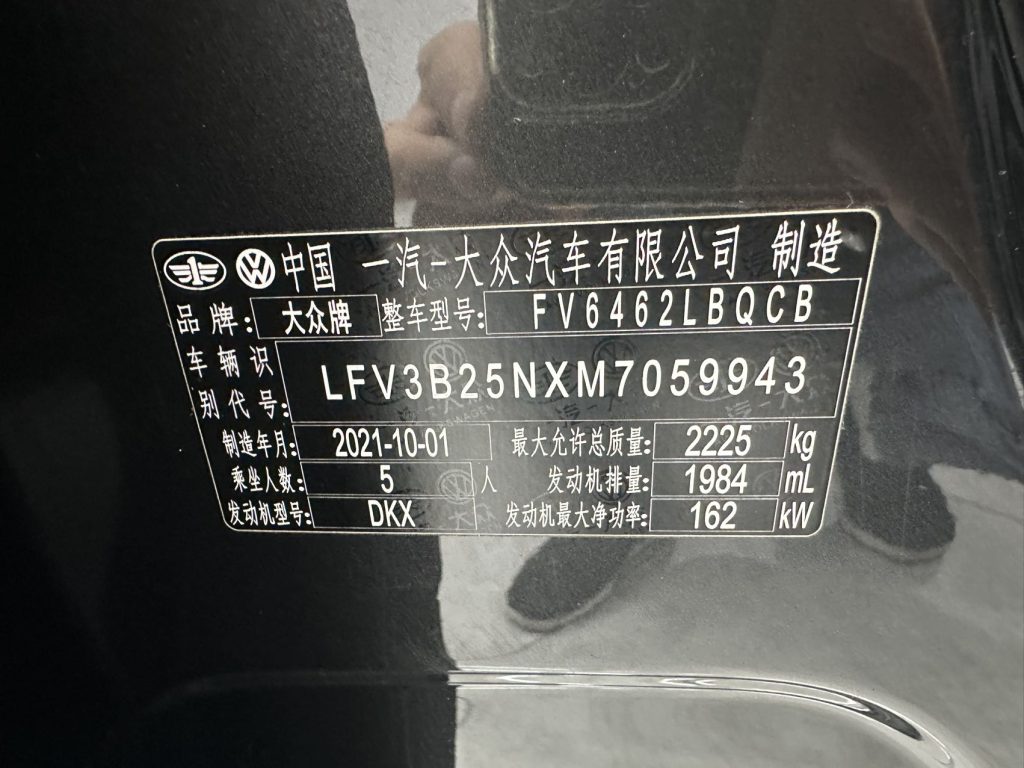 中国 一汽-大众汽车有限公司 制造
品牌: 大众牌 整车型号: FV6462LBQCB
车辆识别代号: LFV3B25NXM7059943
制造年月: 2021-10-01 最大允许总质量: 2225 kg
乘坐人数: 5 人 发动机排量: 1984 mL
发动机型号: DKX 发动机最大净功率: 162 kW